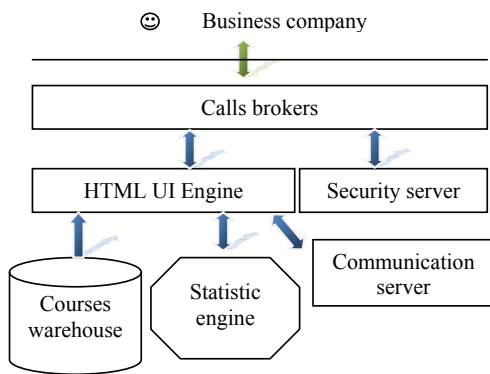 Business company
Calls brokers
HTML UI Engine
Security server
Courses
warehouse
Statistic
engine
Communication
server